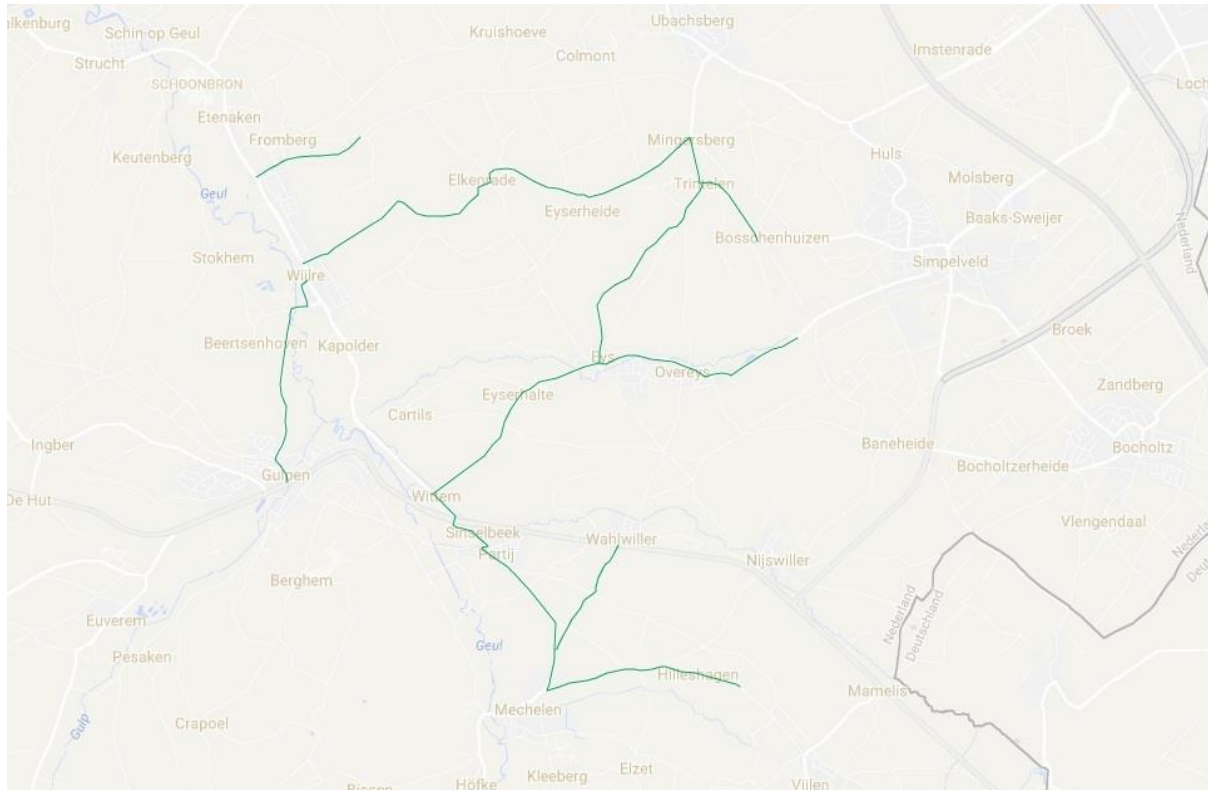 alkenburg
Schin op Geul
Kruishoeve
Ubachsberg
Colmont
Imstenrade
Strucht
SCHOONBRON
Loch
Etenaken
Fromberg
Mingersberg
Keutenberg
Huls
Molsberg
Geul
Elkenrade
Trintelen
Eyserheide
Baaks-Sweijer
Nederland
Bosschenhuizen
Stokhem
Wijlre
Simpelveld
Beertsenhoven
Kapolder
Broek
Eys
Overeys
Eyserhalte
Zandberg
Cartils
Ingber
Baneheide
Bocholtz
Gulpen
Bocholtzerheide
De Hut
Wittem
Vlengendaal
Sinselbeek
Partij
Wahlwiller
Nijswiller
Nederland
Deu
Berghem
Nederland
Deutschland
Euverem
Pesaken
Geul
Hilleshagen
Mamelis
Mechelen
Crapoel
Gulp
Elzet
Kleeberg
Höfke
Vijlen